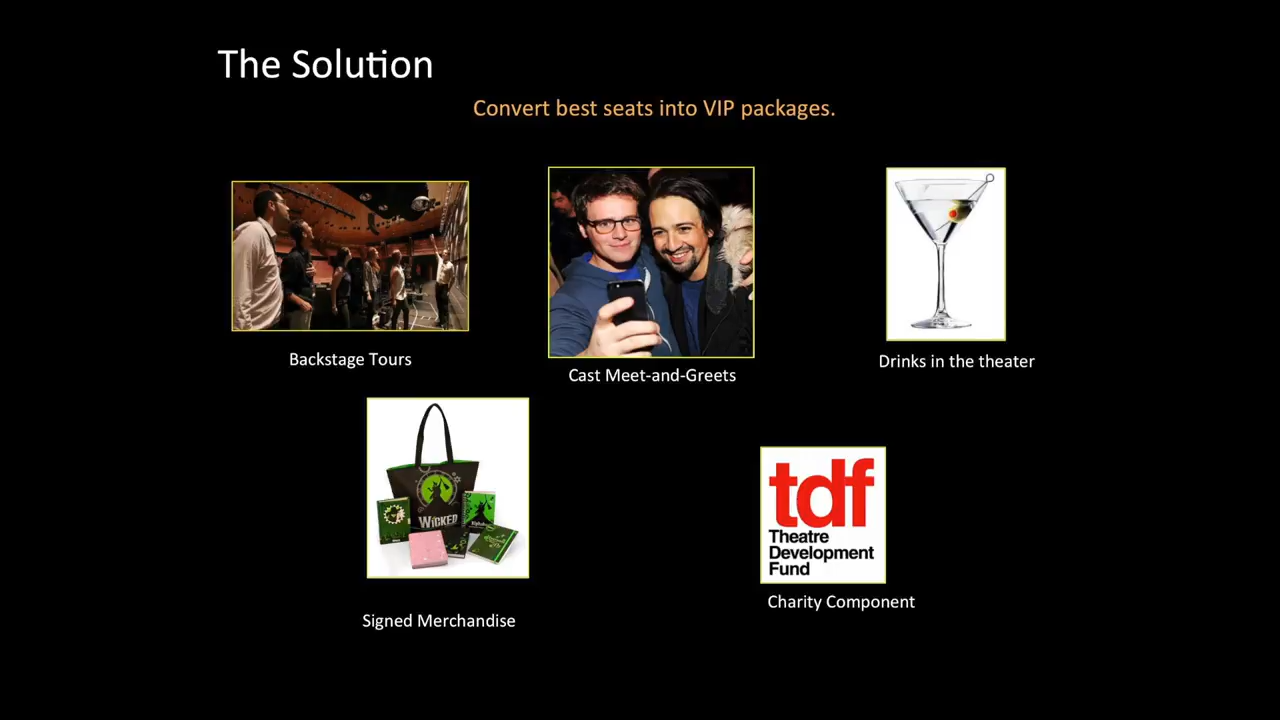 The Solution
Convert best seats into VIP packages.
Backstage Tours
Cast Meet-and-Greets
Drinks in the theater
WICKED
Signed Merchandise
tdf
Theatre
Development
Fund
Charity Component